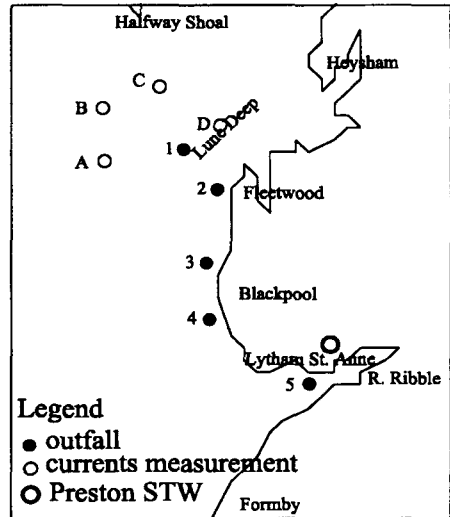 Halfway Shoal
Heysham
C
B
D
Lune Deep
1
A
2
Fleetwood
3
Blackpool
4
Lytham St. Anne
5
R. Ribble
Legend
outfall
currents measurement
Preston STW
Formby